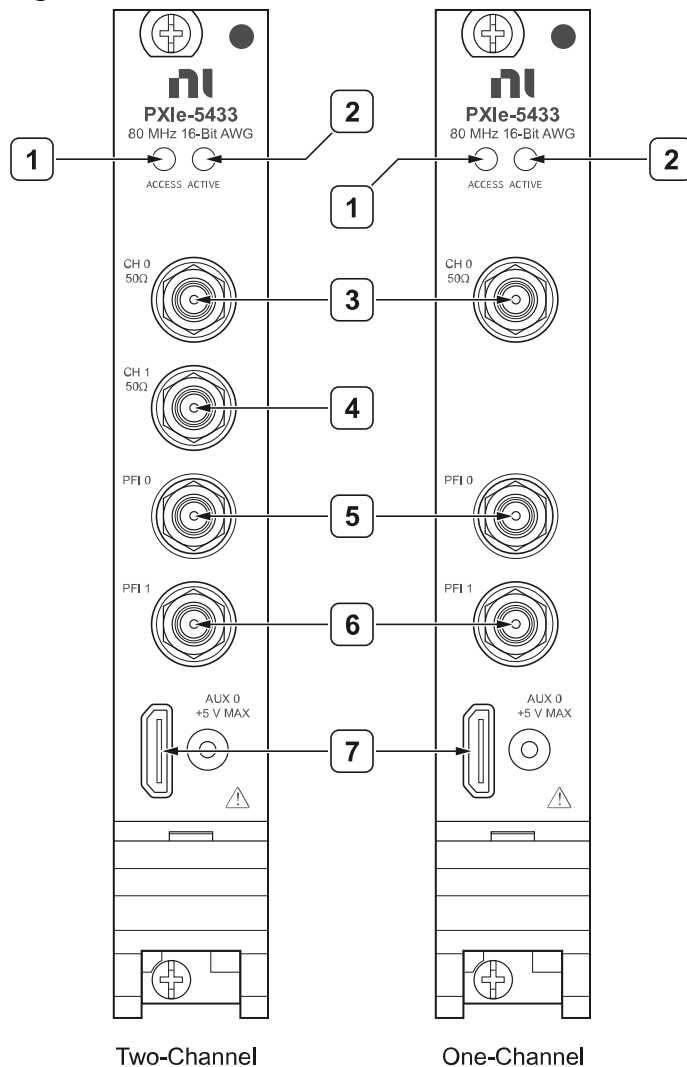 ni
PXIe-5433
80 MHz 16-Bit AWG
ACCESS ACTIVE
CH 0
50Ω
CH 1
50Ω
PFI 0
PFI 1
AUX 0
+5 V MAX
Two-Channel
1
2
3
4
5
6
7
ni
PXIe-5433
80 MHz 16-Bit AWG
ACCESS ACTIVE
1
2
CH 0
50Ω
PFI 0
PFI 1
AUX 0
+5 V MAX
One-Channel